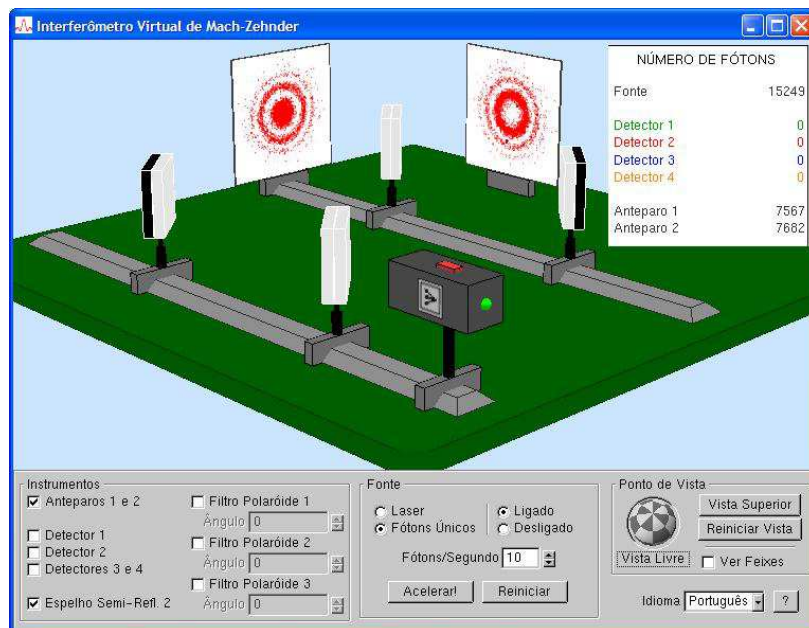 Interferômetro Virtual de Mach-Zehnder
NÚMERO DE FÓTONS
Fonte 15249
Detector 1 0
Detector 2 0
Detector 3 0
Detector 4 0
Anteparo 1 7567
Anteparo 2 7682
Instrumentos
Anteparos 1 e 2
Detector 1
Detector 2
Detectores 3 e 4
Espelho Semi-Refl. 2
Filtro Polaróide 1
Ângulo 0
Filtro Polaróide 2
Ângulo 0
Filtro Polaróide 3
Ângulo 0
Fonte
Laser
Fótons Únicos
Ligado
Desligado
Fótons/Segundo 10
Acelerar!
Reiniciar
Ponto de Vista
Vista Livre
Vista Superior
Reiniciar Vista
Ver Feixes
Idioma Português ?